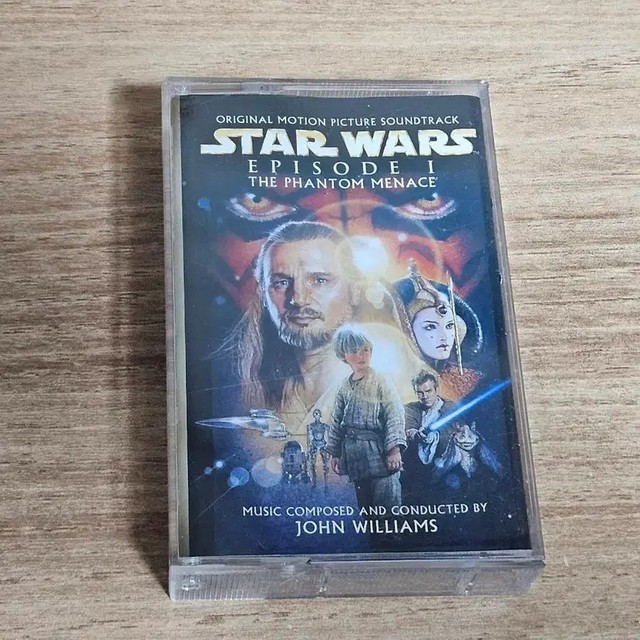 ORIGINAL MOTION PICTURE SOUNDTRACK
STAR WARS
EPISODE I
THE PHANTOM MENACE
MUSIC COMPOSED AND CONDUCTED BY
JOHN WILLIAMS